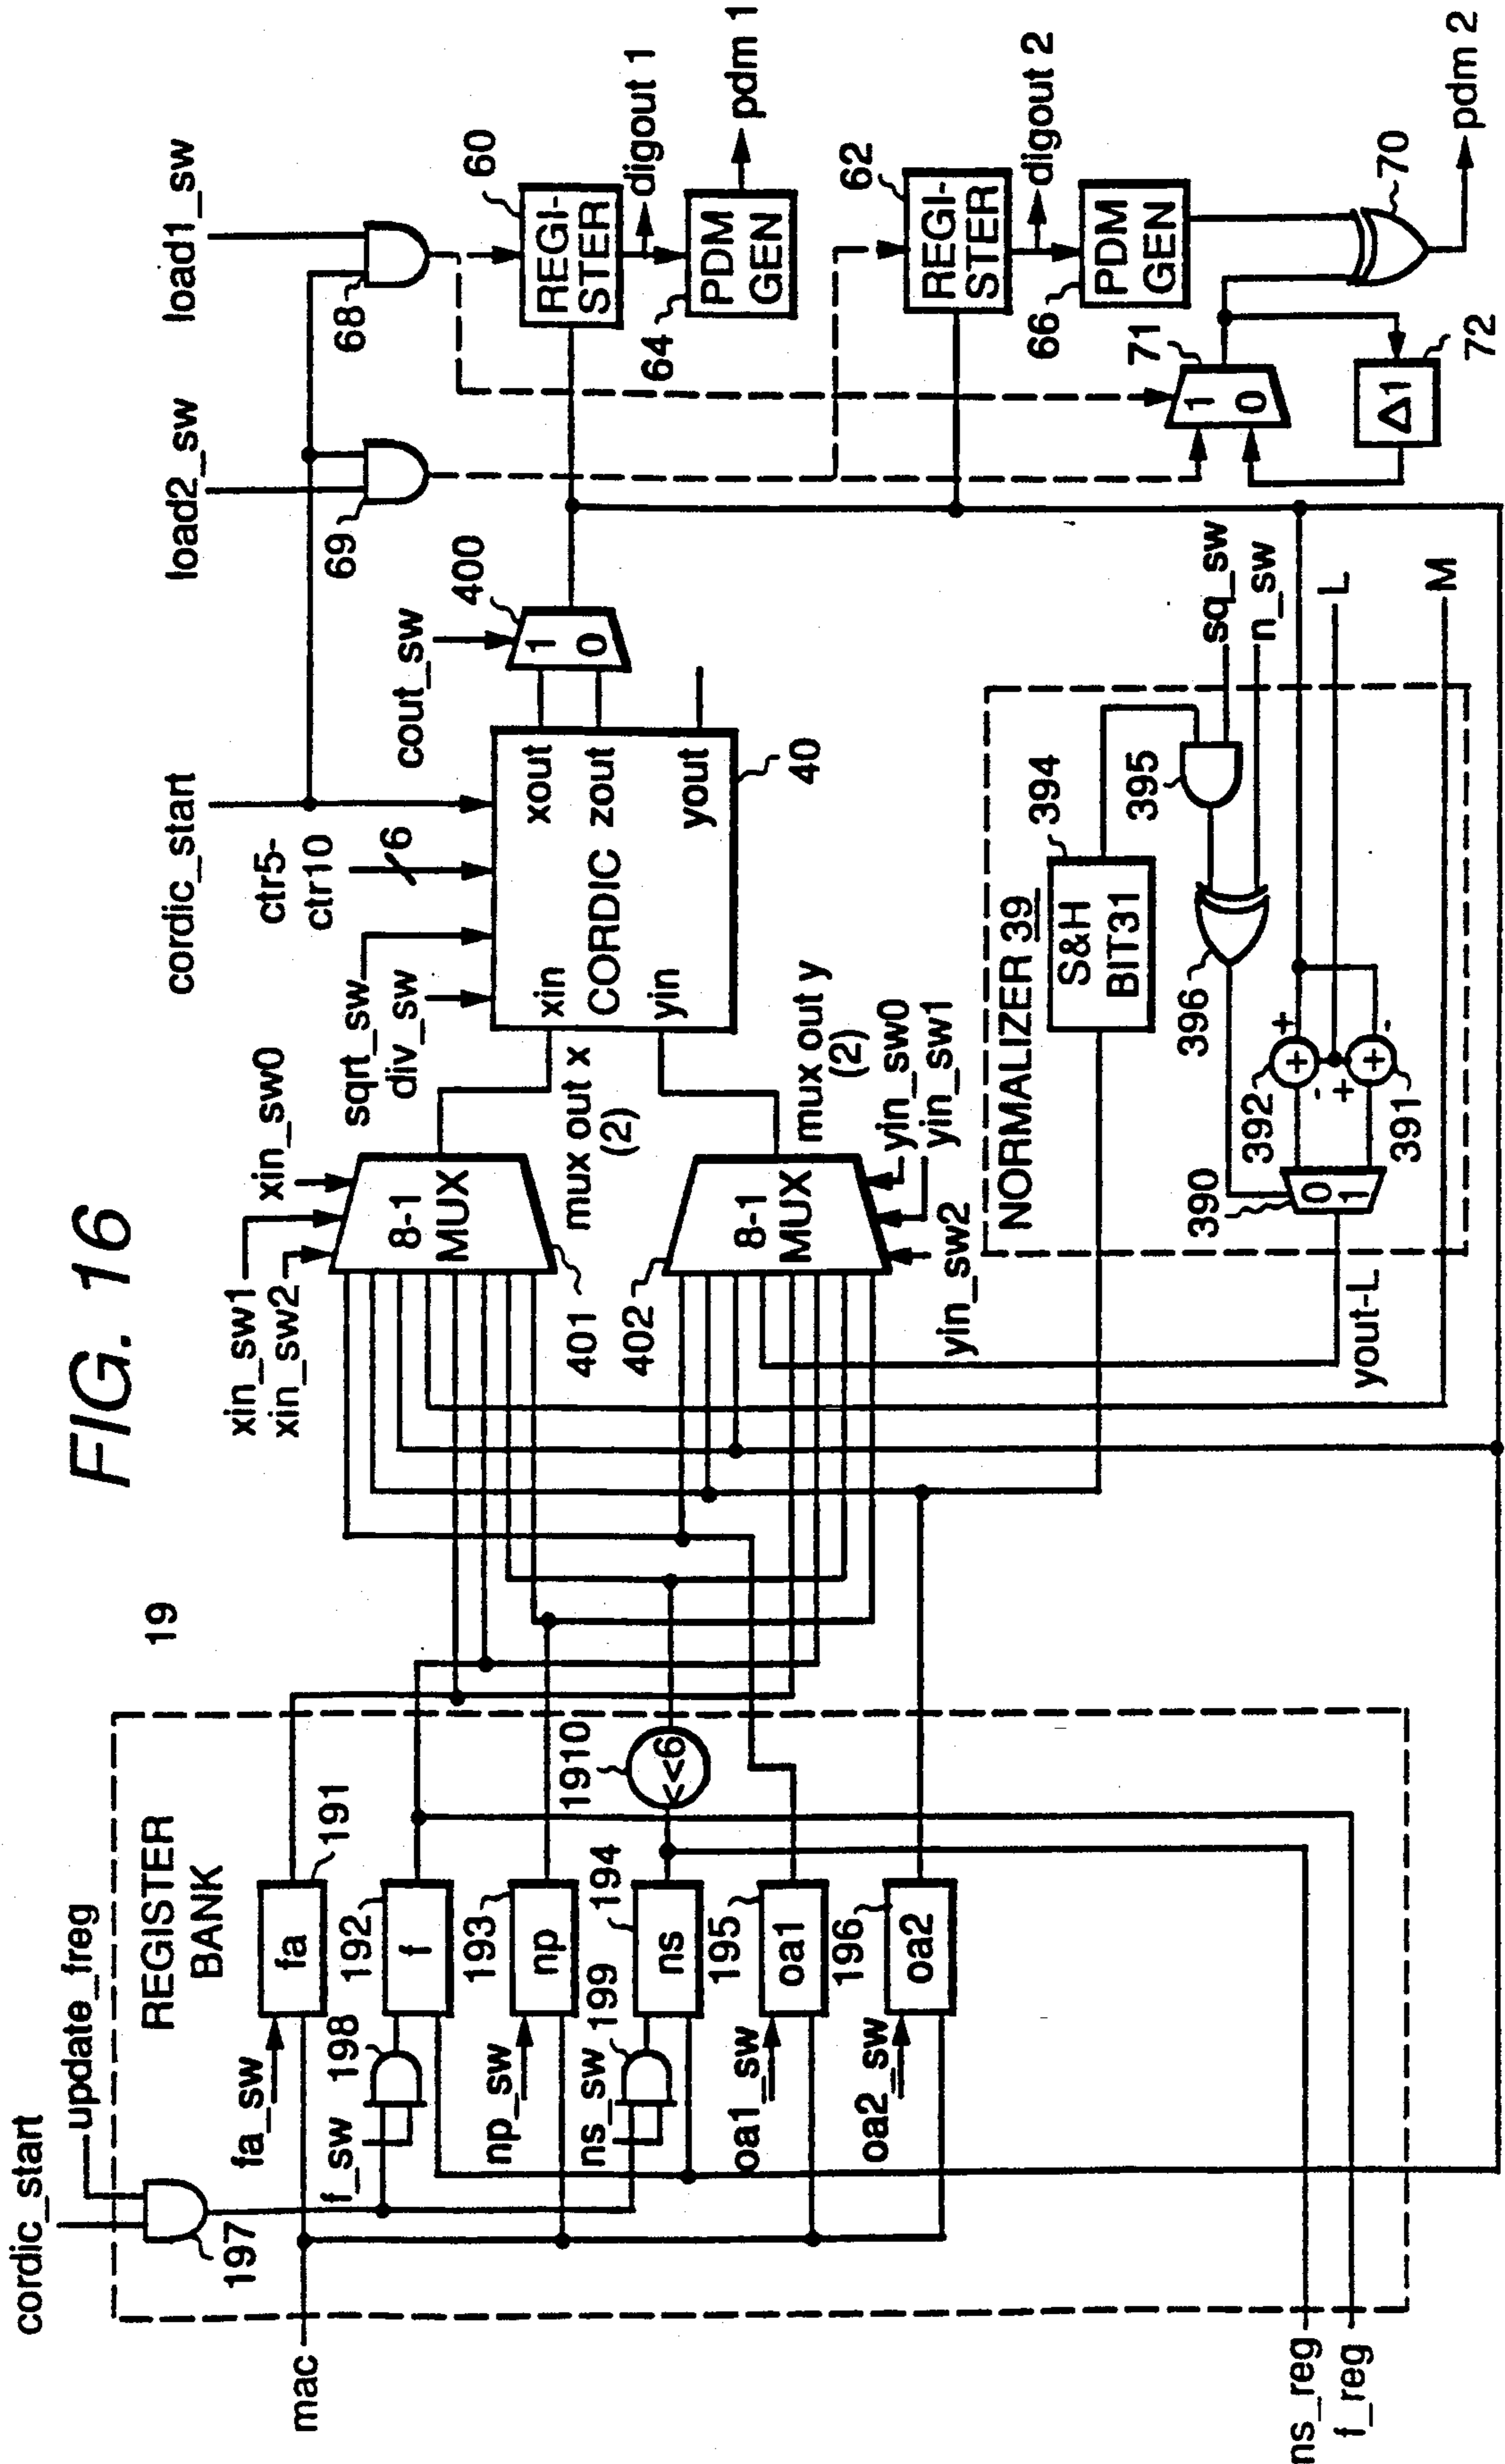 FIG. 16
19
cordic_start
update_freg
197
mac
REGISTER
BANK
fa_sw
fa
191
f_sw
198
192
f
np_sw
193
np
ns_sw
199
194
ns
1910
<<6
oa1_sw
195
oa1
oa2_sw
196
oa2
ns_reg
f_reg
xin_sw1
xin_sw2
xin_sw0
8-1
MUX
401
mux out x
(2)
402
8-1
MUX
mux out y
(2)
yin_sw0
yin_sw1
yin_sw2
cordic_start
ctr5-
ctr10
6
sqrt_sw
div_sw
xin
xout
CORDIC
zout
yin
yout
40
cout_sw
400
1
0
load2_sw
load1_sw
69
68
60
REGI-
STER
digout 1
64
PDM
GEN
pdm 1
62
REGI-
STER
digout 2
66
PDM
GEN
71
1
0
72
Δ1
70
pdm 2
NORMALIZER 39
394
S&H
BIT31
395
sq_sw
n_sw
396
392
+
+
-
-
+
+
391
390
0
1
L
M
yout-L